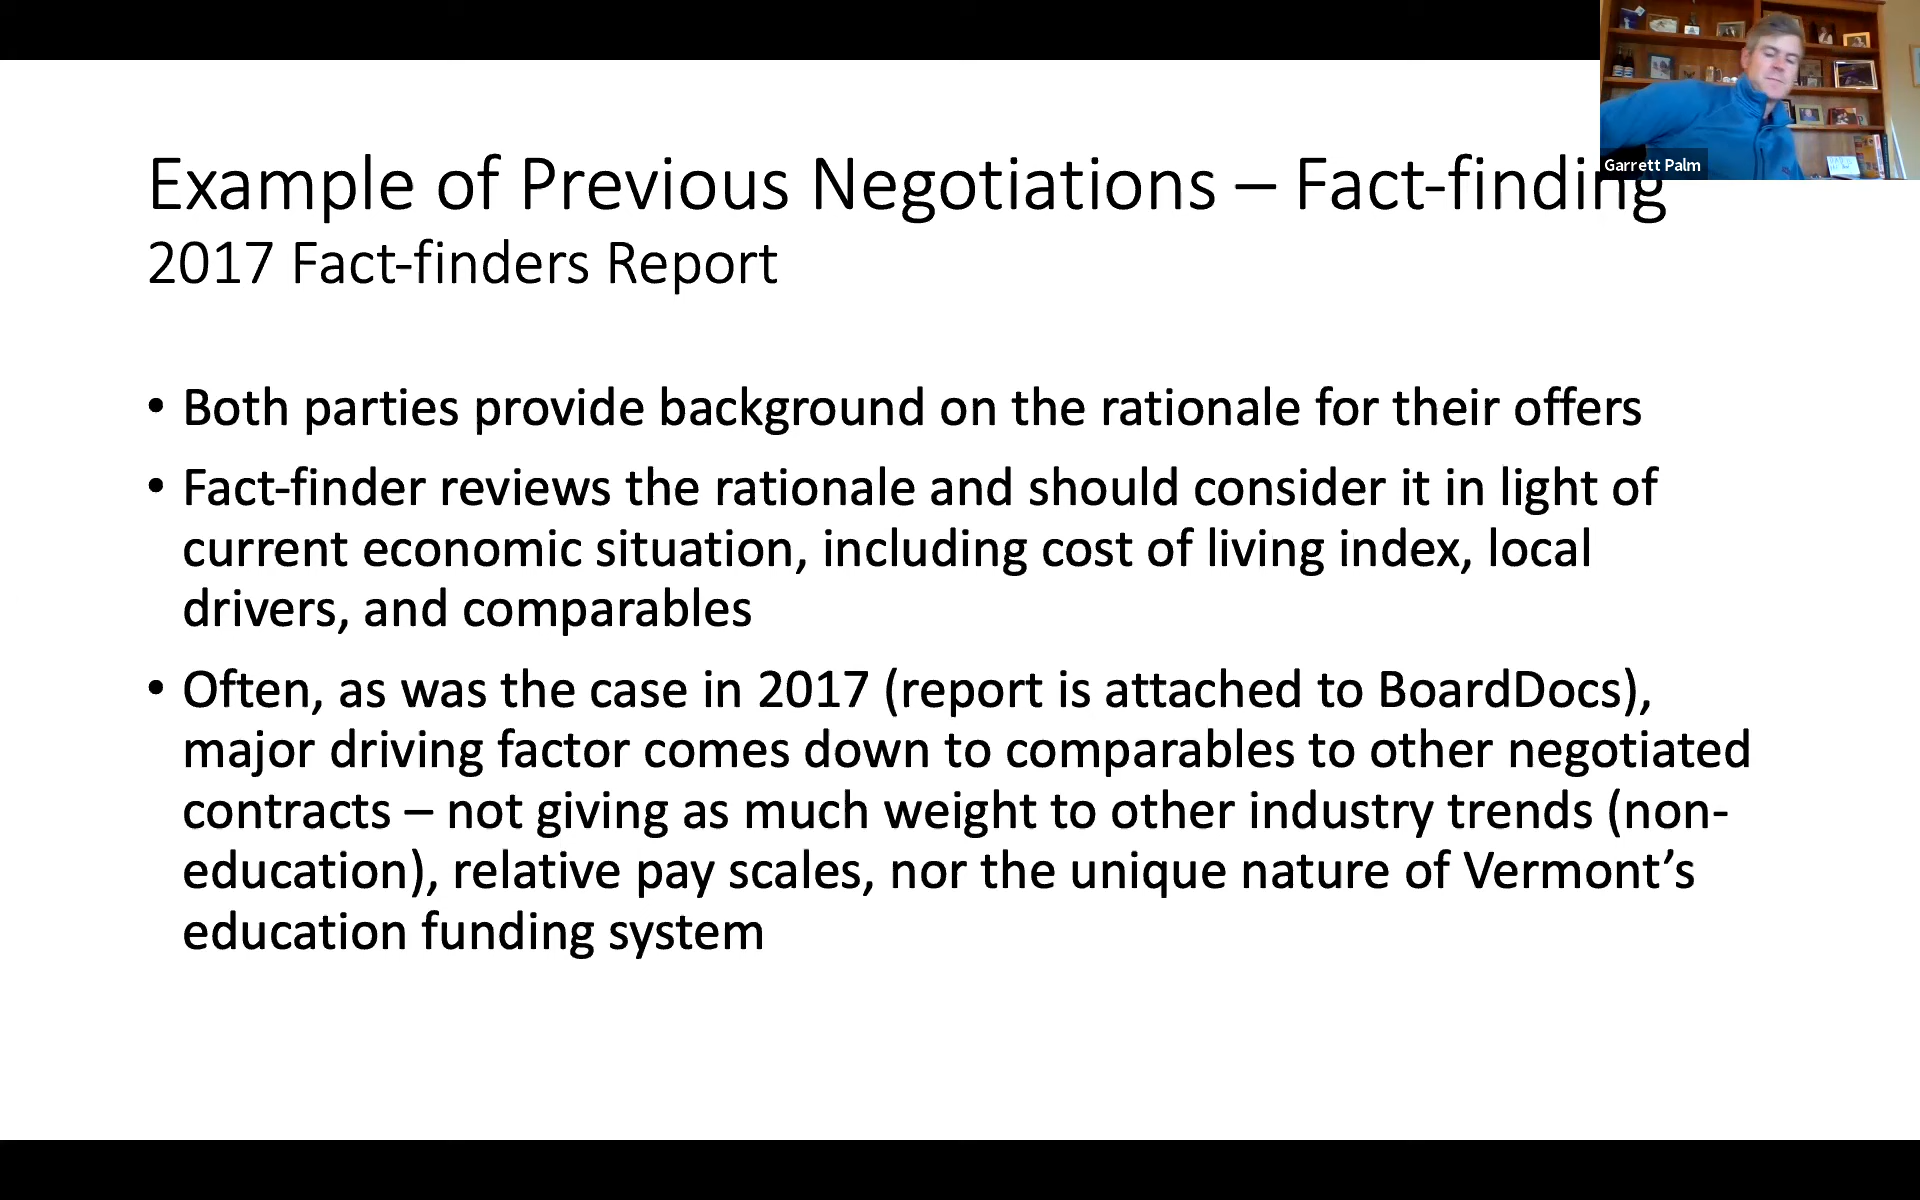 Example of Previous Negotiations – Fact-finding
2017 Fact-finders Report
Garrett Palm
• Both parties provide background on the rationale for their offers
• Fact-finder reviews the rationale and should consider it in light of
current economic situation, including cost of living index, local
drivers, and comparables
• Often, as was the case in 2017 (report is attached to BoardDocs),
major driving factor comes down to comparables to other negotiated
contracts – not giving as much weight to other industry trends (non-
education), relative pay scales, nor the unique nature of Vermont’s
education funding system